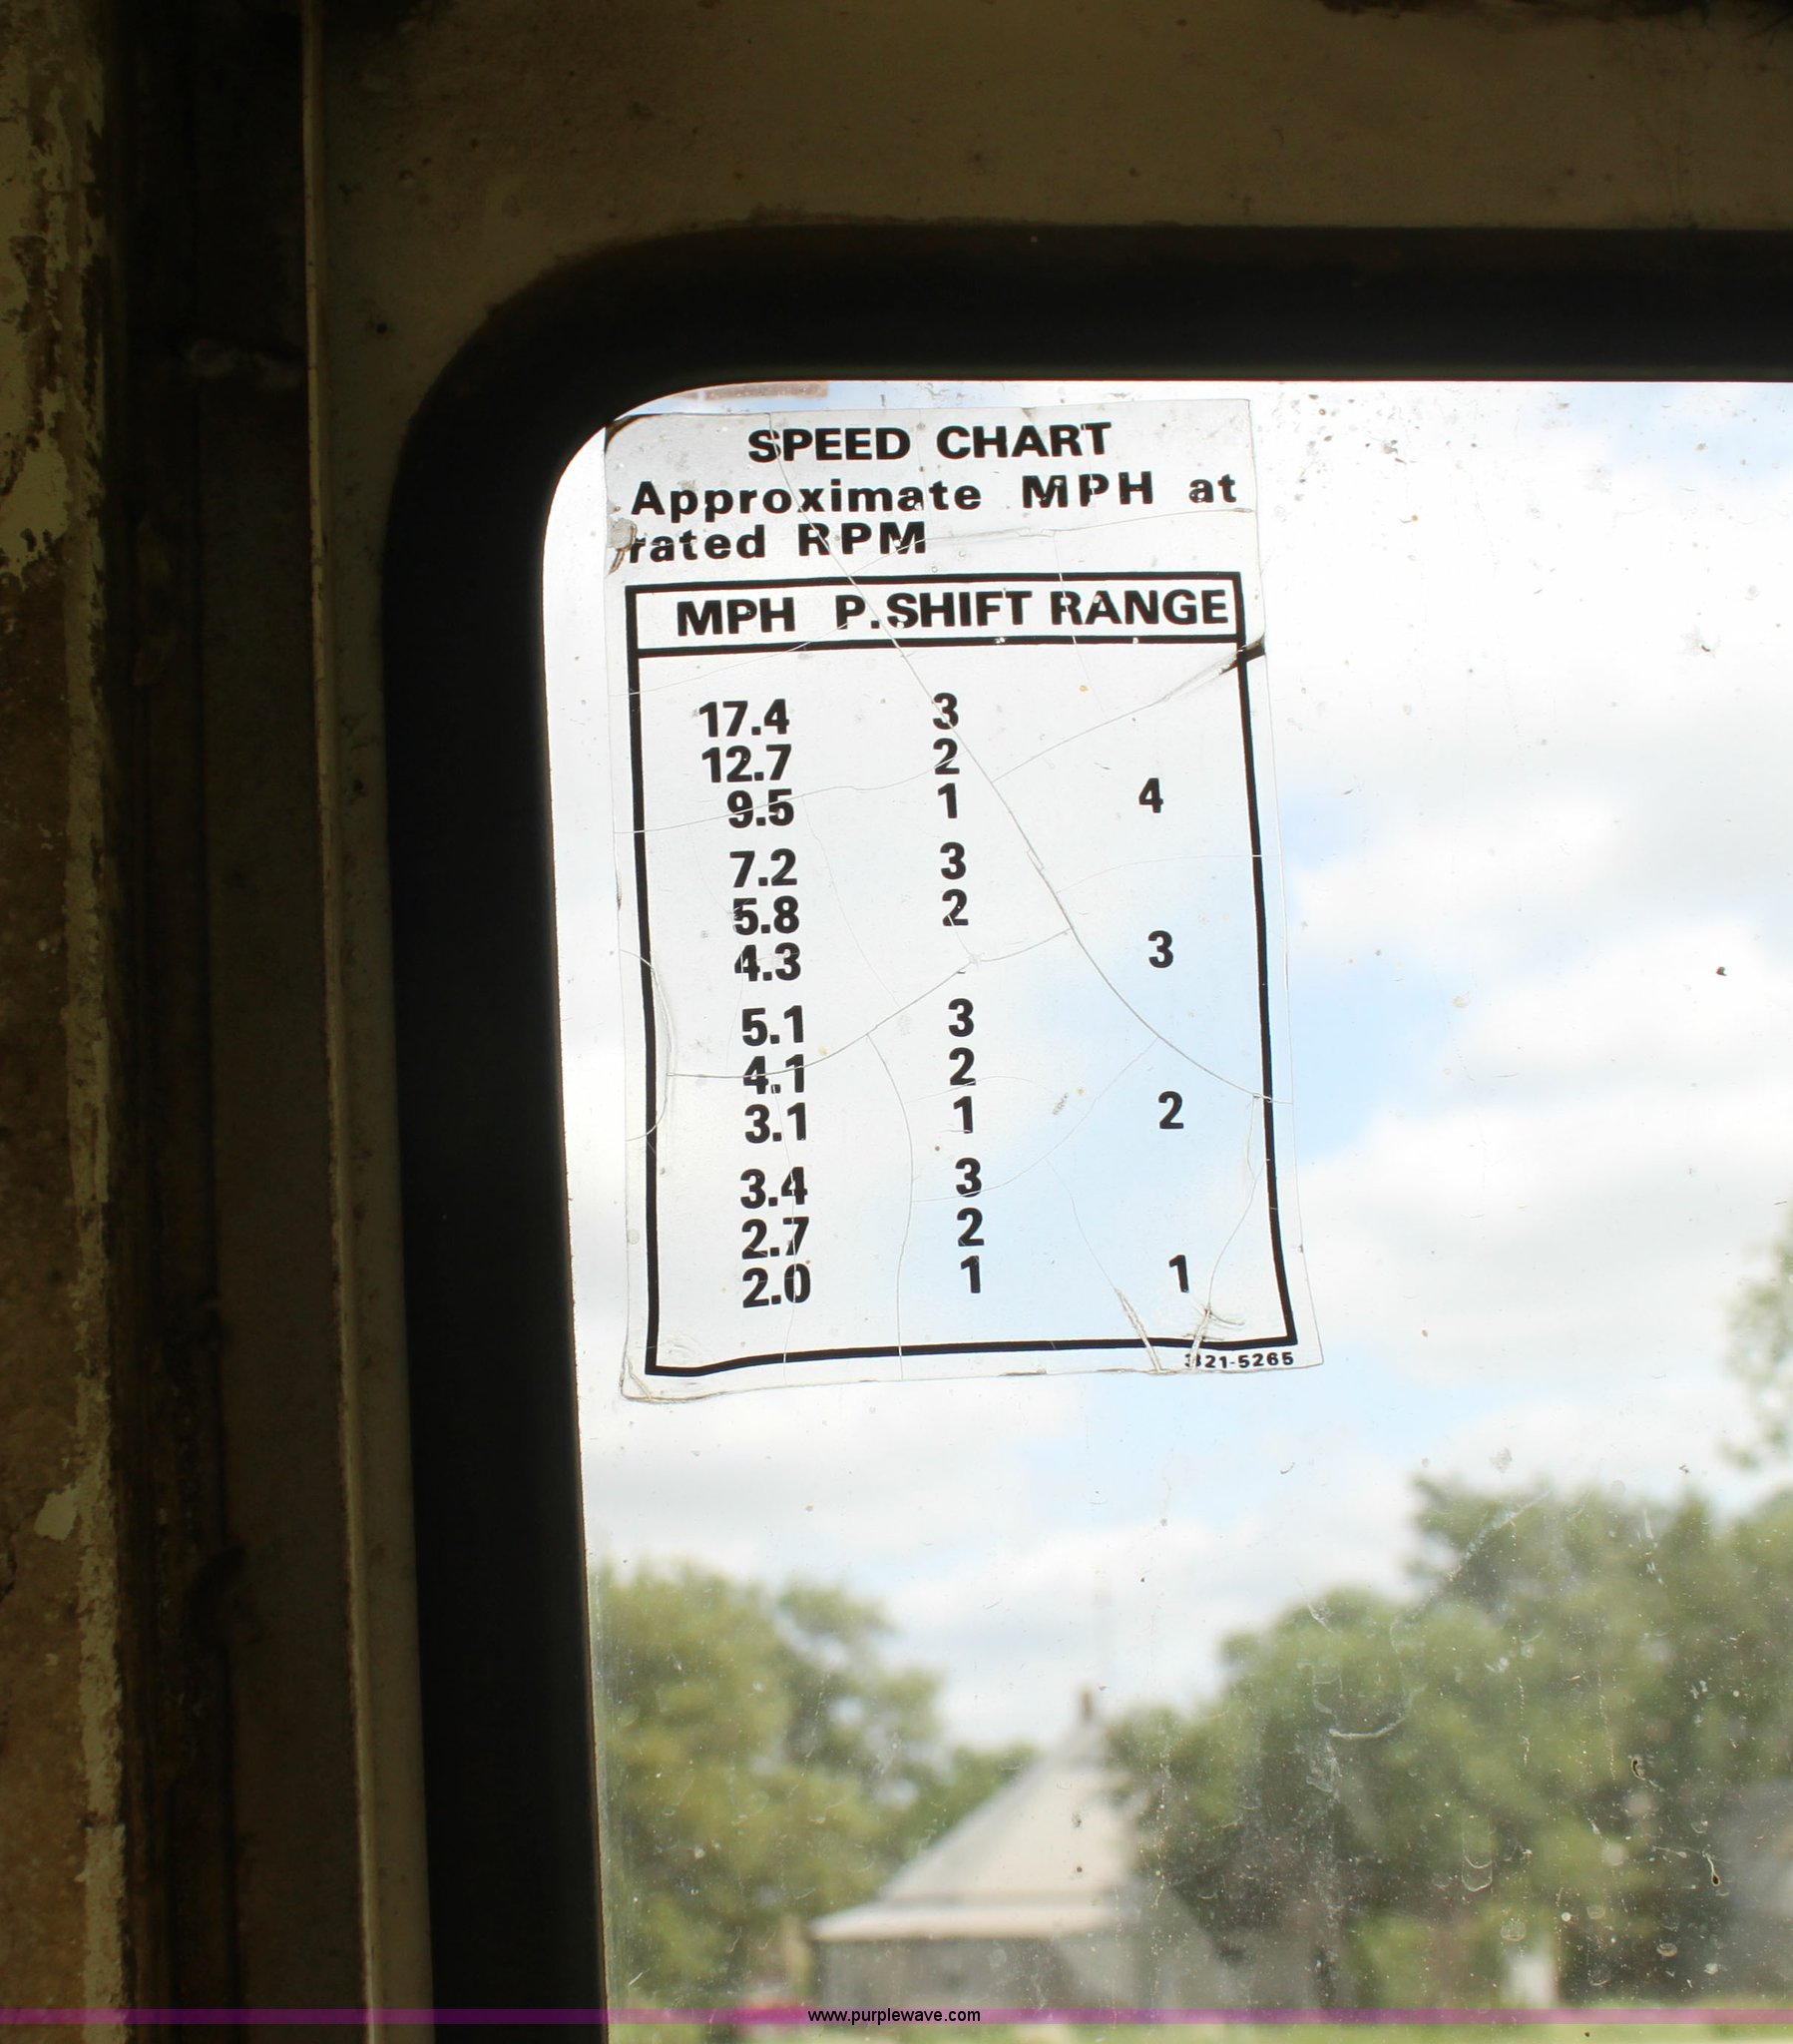 SPEED CHART
Approximate MPH at
rated RPM
MPH P.SHIFT RANGE
17.4 3
12.7 2
9.5 1 4
7.2 3
5.8 2
4.3 3
5.1 3
4.1 2
3.1 1 2
3.4 3
2.7 2
2.0 1 1
321-5265
www.purplewave.com